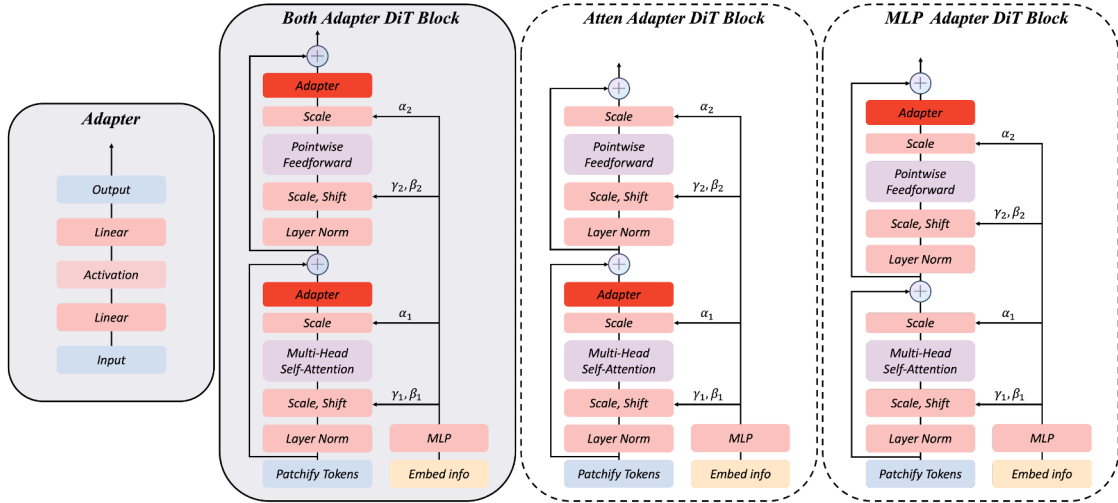 Adapter
Output
Linear
Activation
Linear
Input
Both Adapter DiT Block
Adapter
Scale
α₂
Pointwise
Feedforward
Scale, Shift
γ₂, β₂
Layer Norm
Adapter
Scale
α₁
Multi-Head
Self-Attention
Scale, Shift
γ₁, β₁
Layer Norm
MLP
Patchify Tokens
Embed info
Atten Adapter DiT Block
Scale
α₂
Pointwise
Feedforward
Scale, Shift
γ₂, β₂
Layer Norm
Adapter
Scale
α₁
Multi-Head
Self-Attention
Scale, Shift
γ₁, β₁
Layer Norm
MLP
Patchify Tokens
Embed info
MLP Adapter DiT Block
Adapter
Scale
α₂
Pointwise
Feedforward
Scale, Shift
γ₂, β₂
Layer Norm
Scale
α₁
Multi-Head
Self-Attention
Scale, Shift
γ₁, β₁
Layer Norm
MLP
Patchify Tokens
Embed info